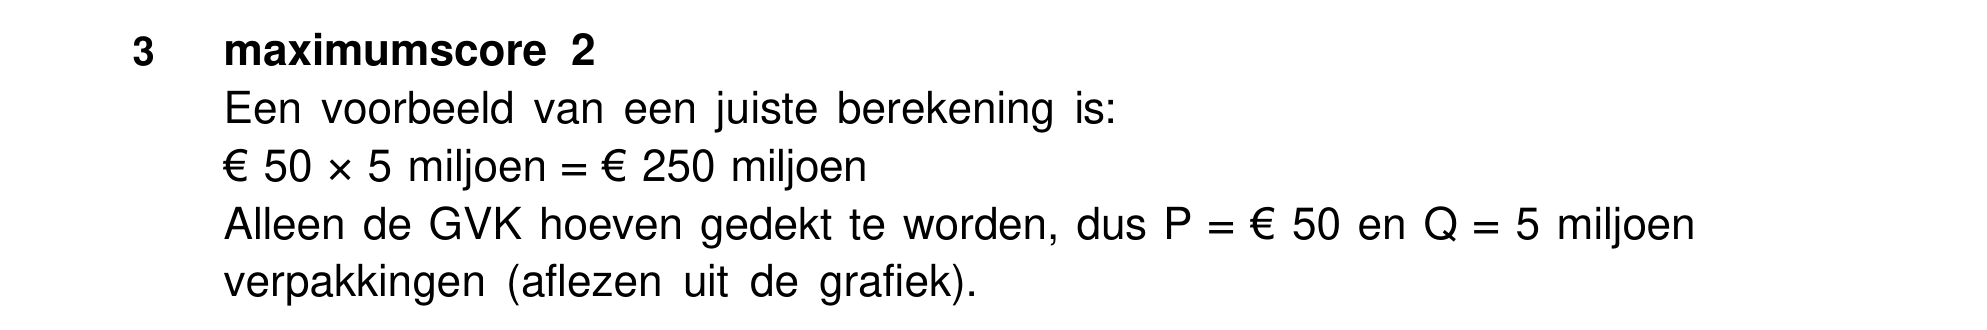 3 maximumscore 2
Een voorbeeld van een juiste berekening is:
€ 50 × 5 miljoen = € 250 miljoen
Alleen de GVK hoeven gedekt te worden, dus P = € 50 en Q = 5 miljoen
verpakkingen (aflezen uit de grafiek).